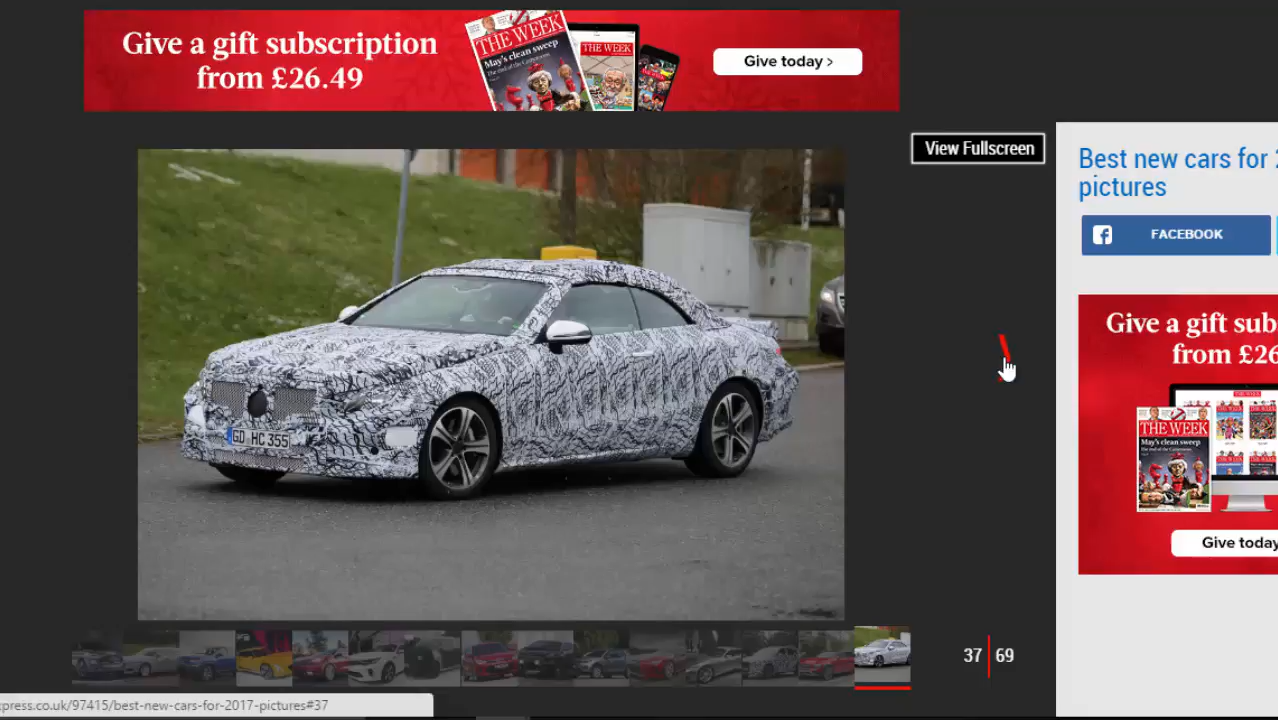 Give a gift subscription
from £26.49
THE WEEK
May's clean sweep
THE WEEK
Give today >
View Fullscreen
Best new cars for
pictures
FACEBOOK
GD HC 355
Give a gift sub
from £26
THE WEEK
May's clean sweep
Give today
37 69
press.co.uk/97415/best-new-cars-for-2017-pictures#37